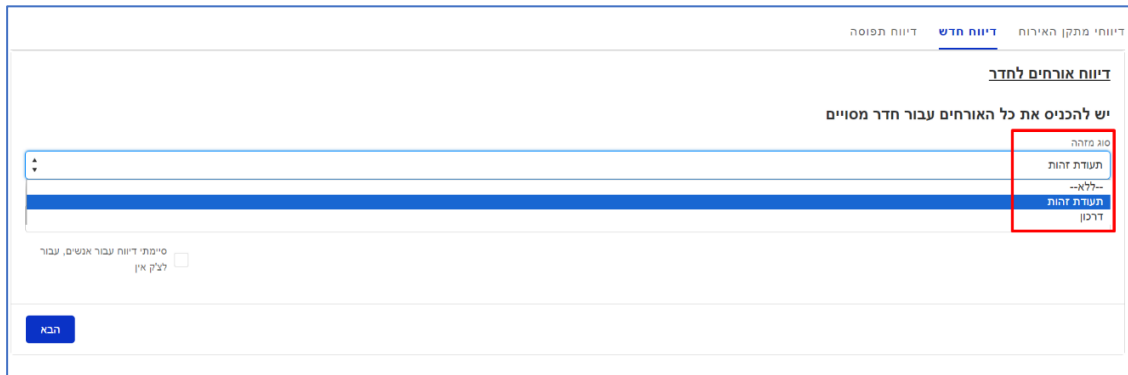 דיווחי מתקן האירוח דיווח חדש דיווח תפוסה
דיווח אורחים לחדר
יש להכניס את כל האורחים עבור חדר מסויים
סוג מזהה
תעודת זהות
--ללא--
תעודת זהות
דרכון
סיימתי דיווח עבור אנשים, עבור
לצ'ק אין
הבא